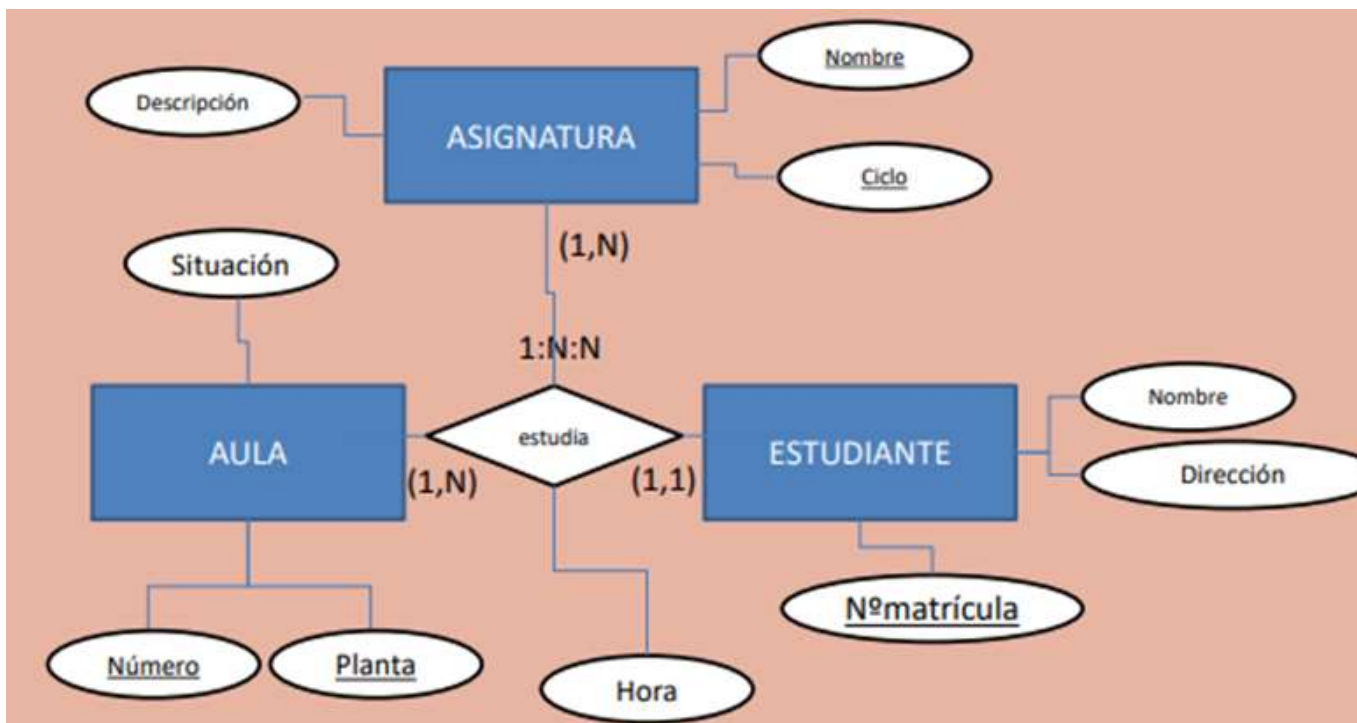 Nombre
Descripción
ASIGNATURA
Ciclo
(1,N)
Situación
1:N:N
Nombre
AULA
estudia
ESTUDIANTE
Dirección
(1,N)
(1,1)
Nºmatrícula
Número
Planta
Hora